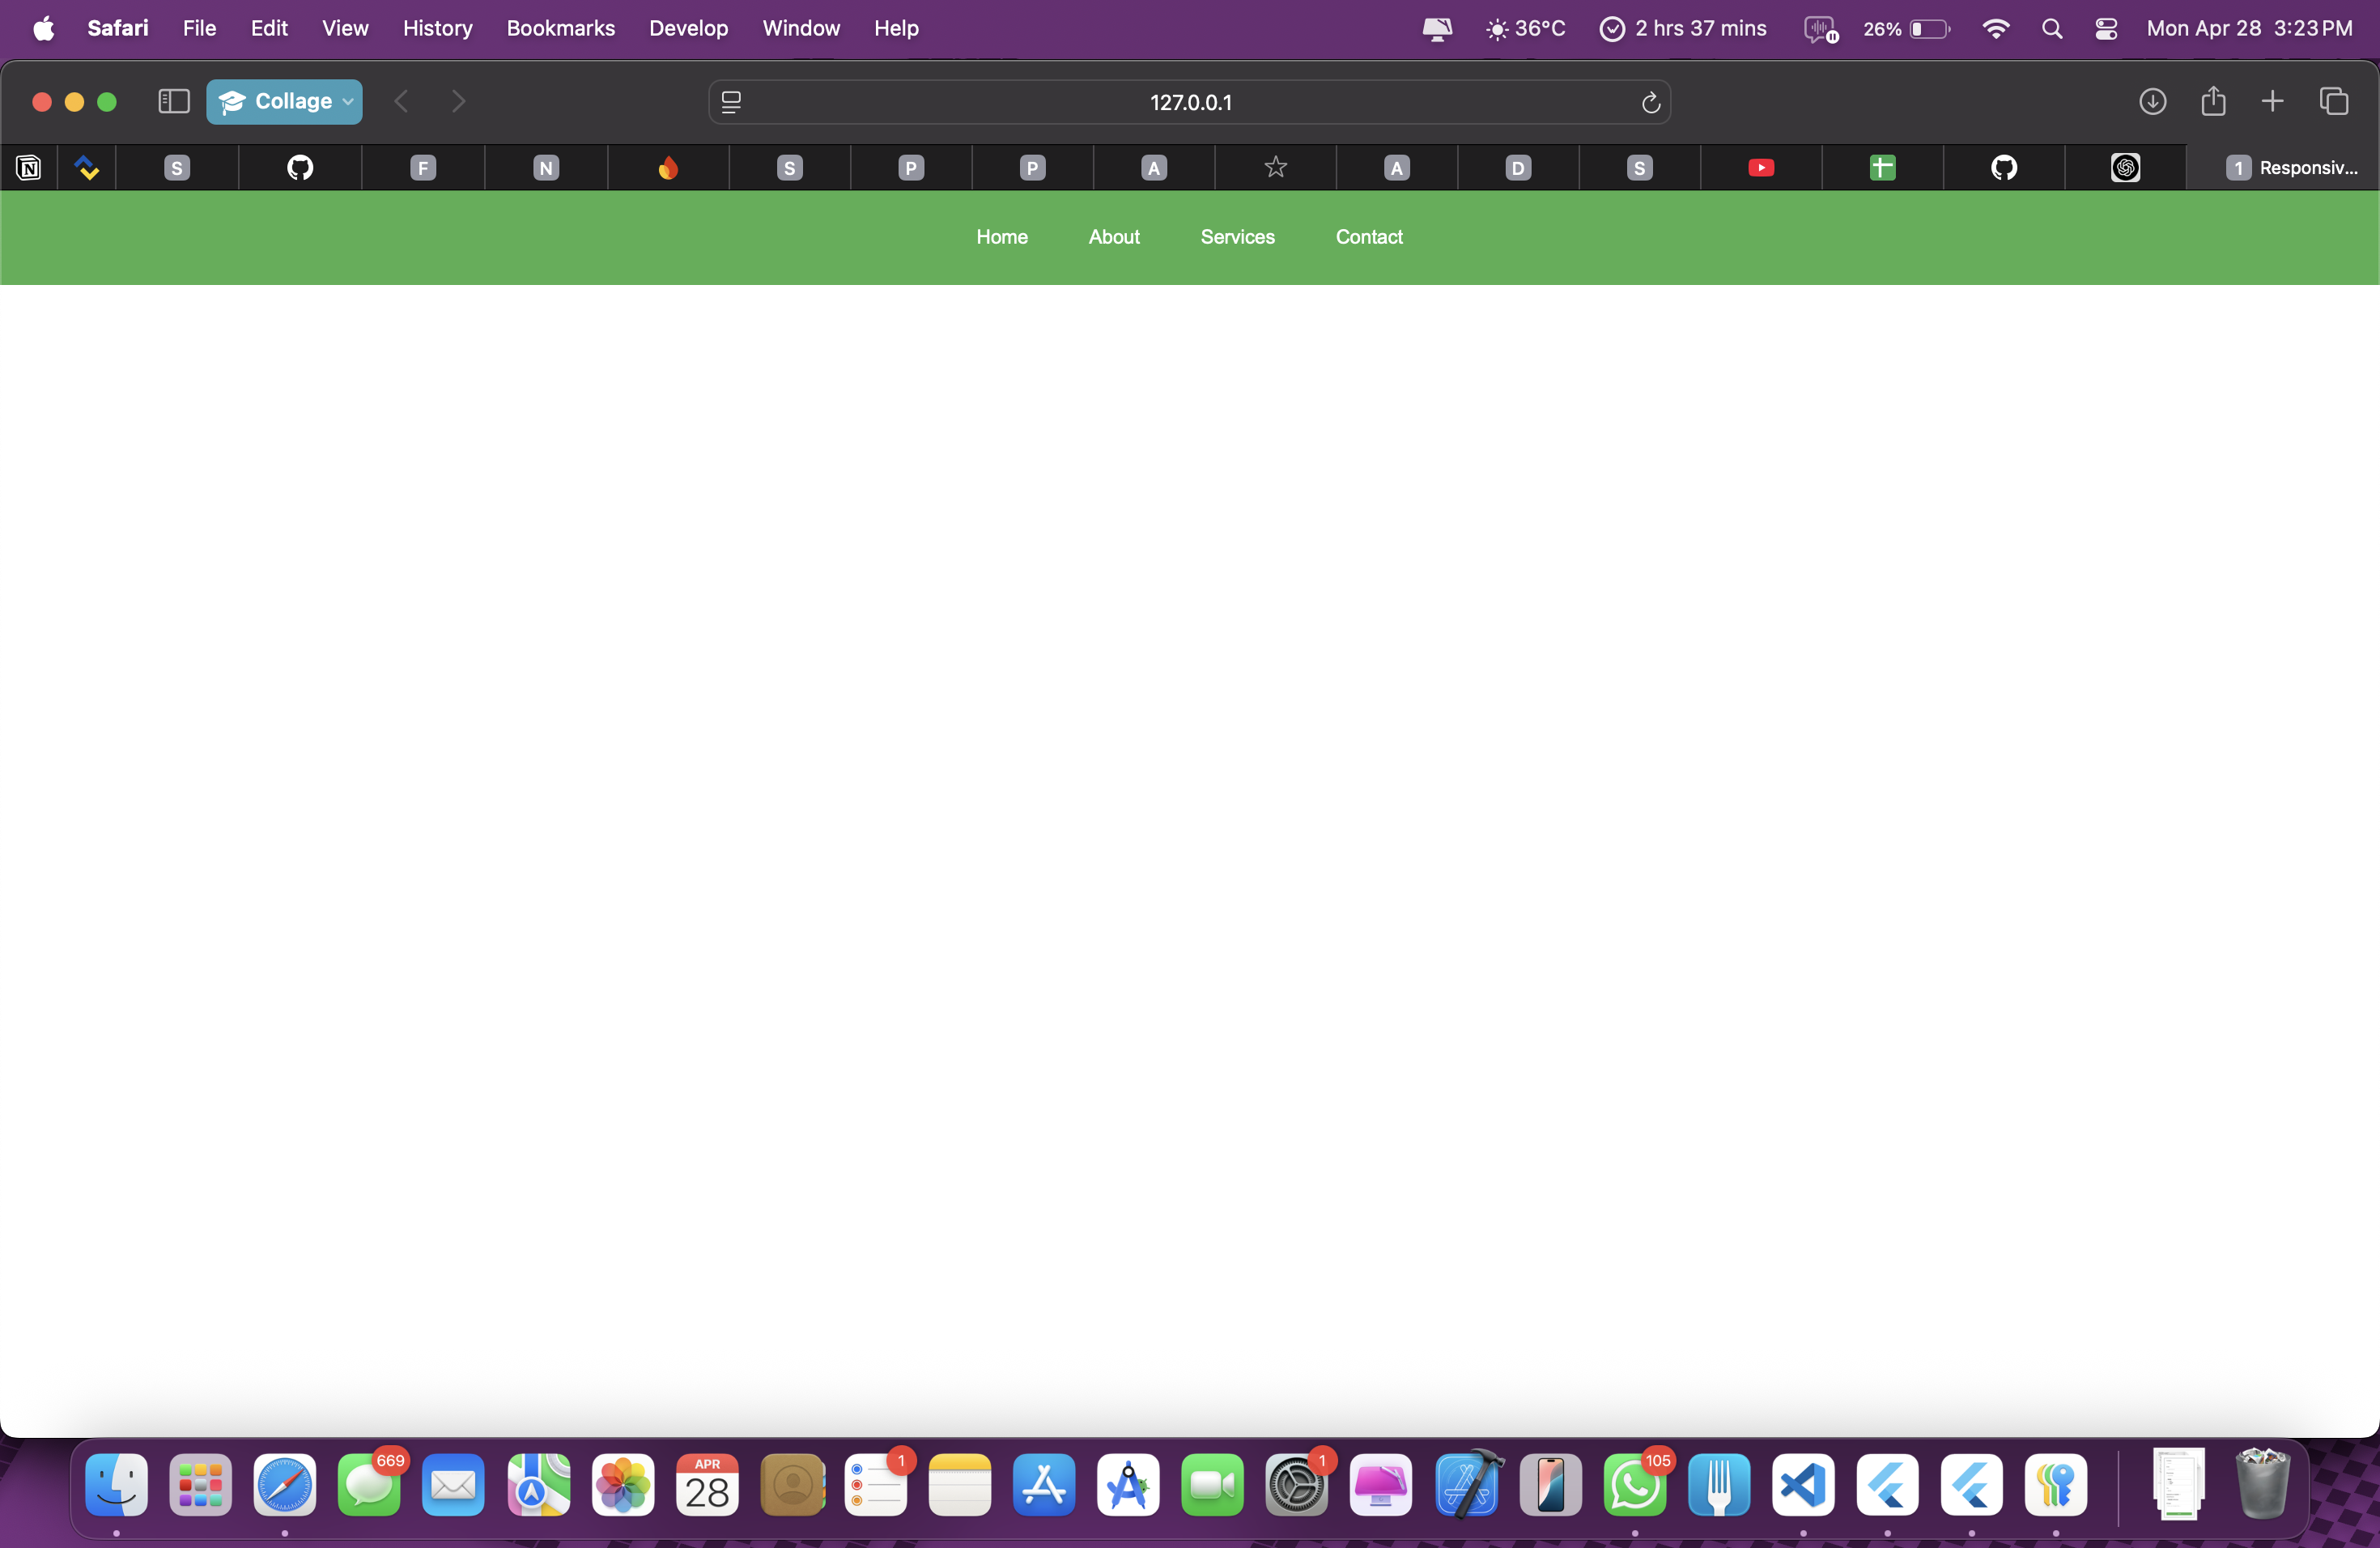 Safari File Edit View History Bookmarks Develop Window Help 36°C 2 hrs 37 mins 26% Mon Apr 28 3:23 PM
Collage 127.0.0.1
S F N S P P A A D S 1 Responsiv...
Home About Services Contact
669 APR 28 1 1 105